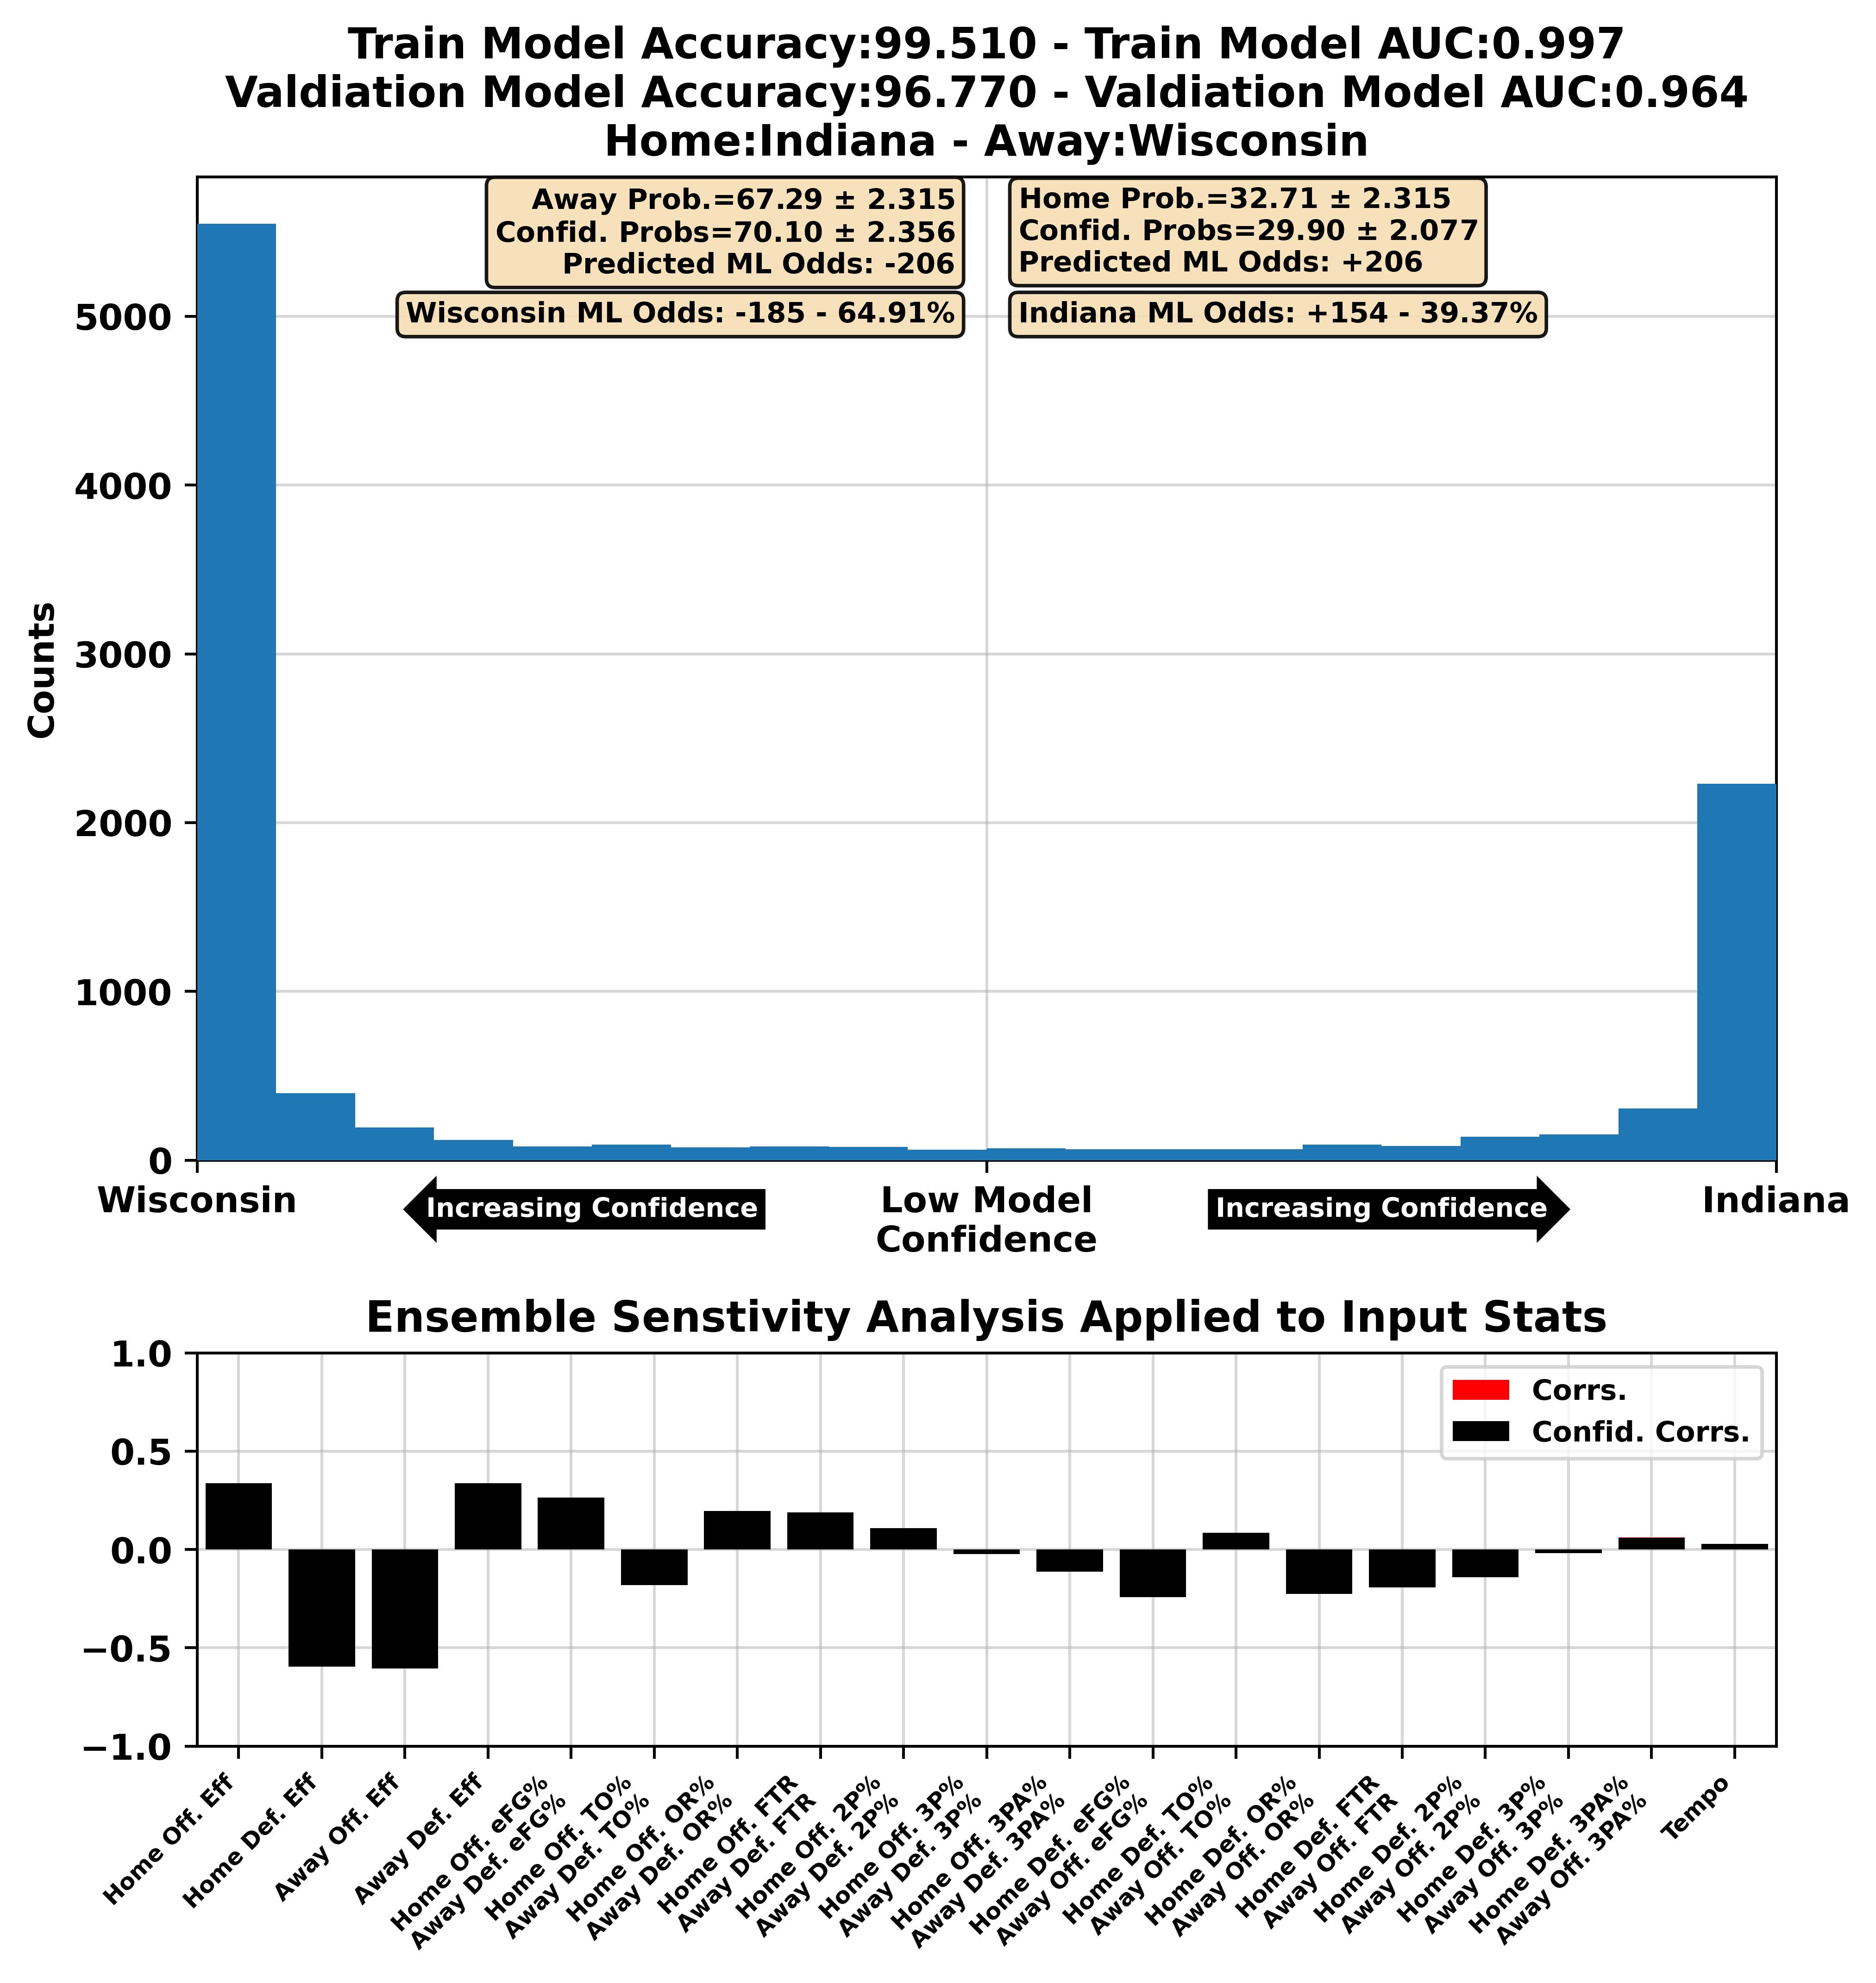 Train Model Accuracy:99.510 - Train Model AUC:0.997
Valdiation Model Accuracy:96.770 - Valdiation Model AUC:0.964
Home:Indiana - Away:Wisconsin
Away Prob.=67.29 ± 2.315
Confid. Probs=70.10 ± 2.356
Predicted ML Odds: -206
Home Prob.=32.71 ± 2.315
Confid. Probs=29.90 ± 2.077
Predicted ML Odds: +206
Wisconsin ML Odds: -185 - 64.91%
Indiana ML Odds: +154 - 39.37%
Counts
5000
4000
3000
2000
1000
0
Wisconsin
Increasing Confidence
Low Model
Confidence
Increasing Confidence
Indiana
Ensemble Senstivity Analysis Applied to Input Stats
1.0
0.5
0.0
−0.5
−1.0
Corrs.
Confid. Corrs.
Home Off. Eff
Home Def. Eff
Away Off. Eff
Away Def. Eff
Home Off. eFG%
Away Def. eFG%
Home Off. TO%
Away Def. TO%
Home Off. OR%
Away Def. OR%
Home Off. FTR
Away Def. FTR
Home Off. 2P%
Away Def. 2P%
Home Off. 3P%
Away Def. 3P%
Home Off. 3PA%
Away Def. 3PA%
Home Def. eFG%
Away Off. eFG%
Home Def. TO%
Away Off. TO%
Home Def. OR%
Away Off. OR%
Home Def. FTR
Away Off. FTR
Home Def. 2P%
Away Off. 2P%
Home Def. 3P%
Away Off. 3P%
Home Def. 3PA%
Away Off. 3PA%
Tempo